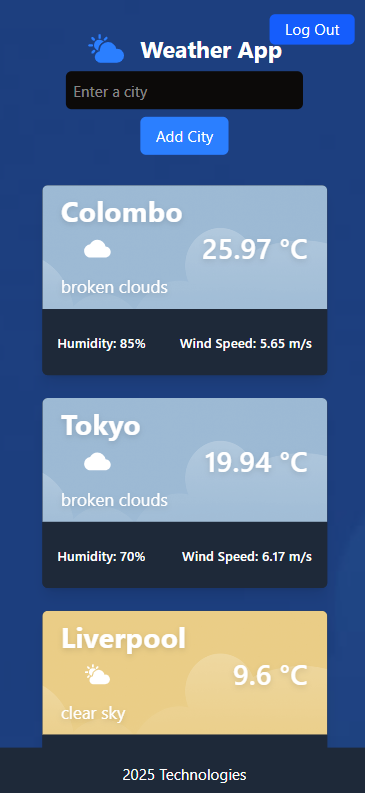 Log Out
Weather App
Enter a city
Add City
Colombo
25.97 °C
broken clouds
Humidity: 85% Wind Speed: 5.65 m/s
Tokyo
19.94 °C
broken clouds
Humidity: 70% Wind Speed: 6.17 m/s
Liverpool
9.6 °C
clear sky
2025 Technologies